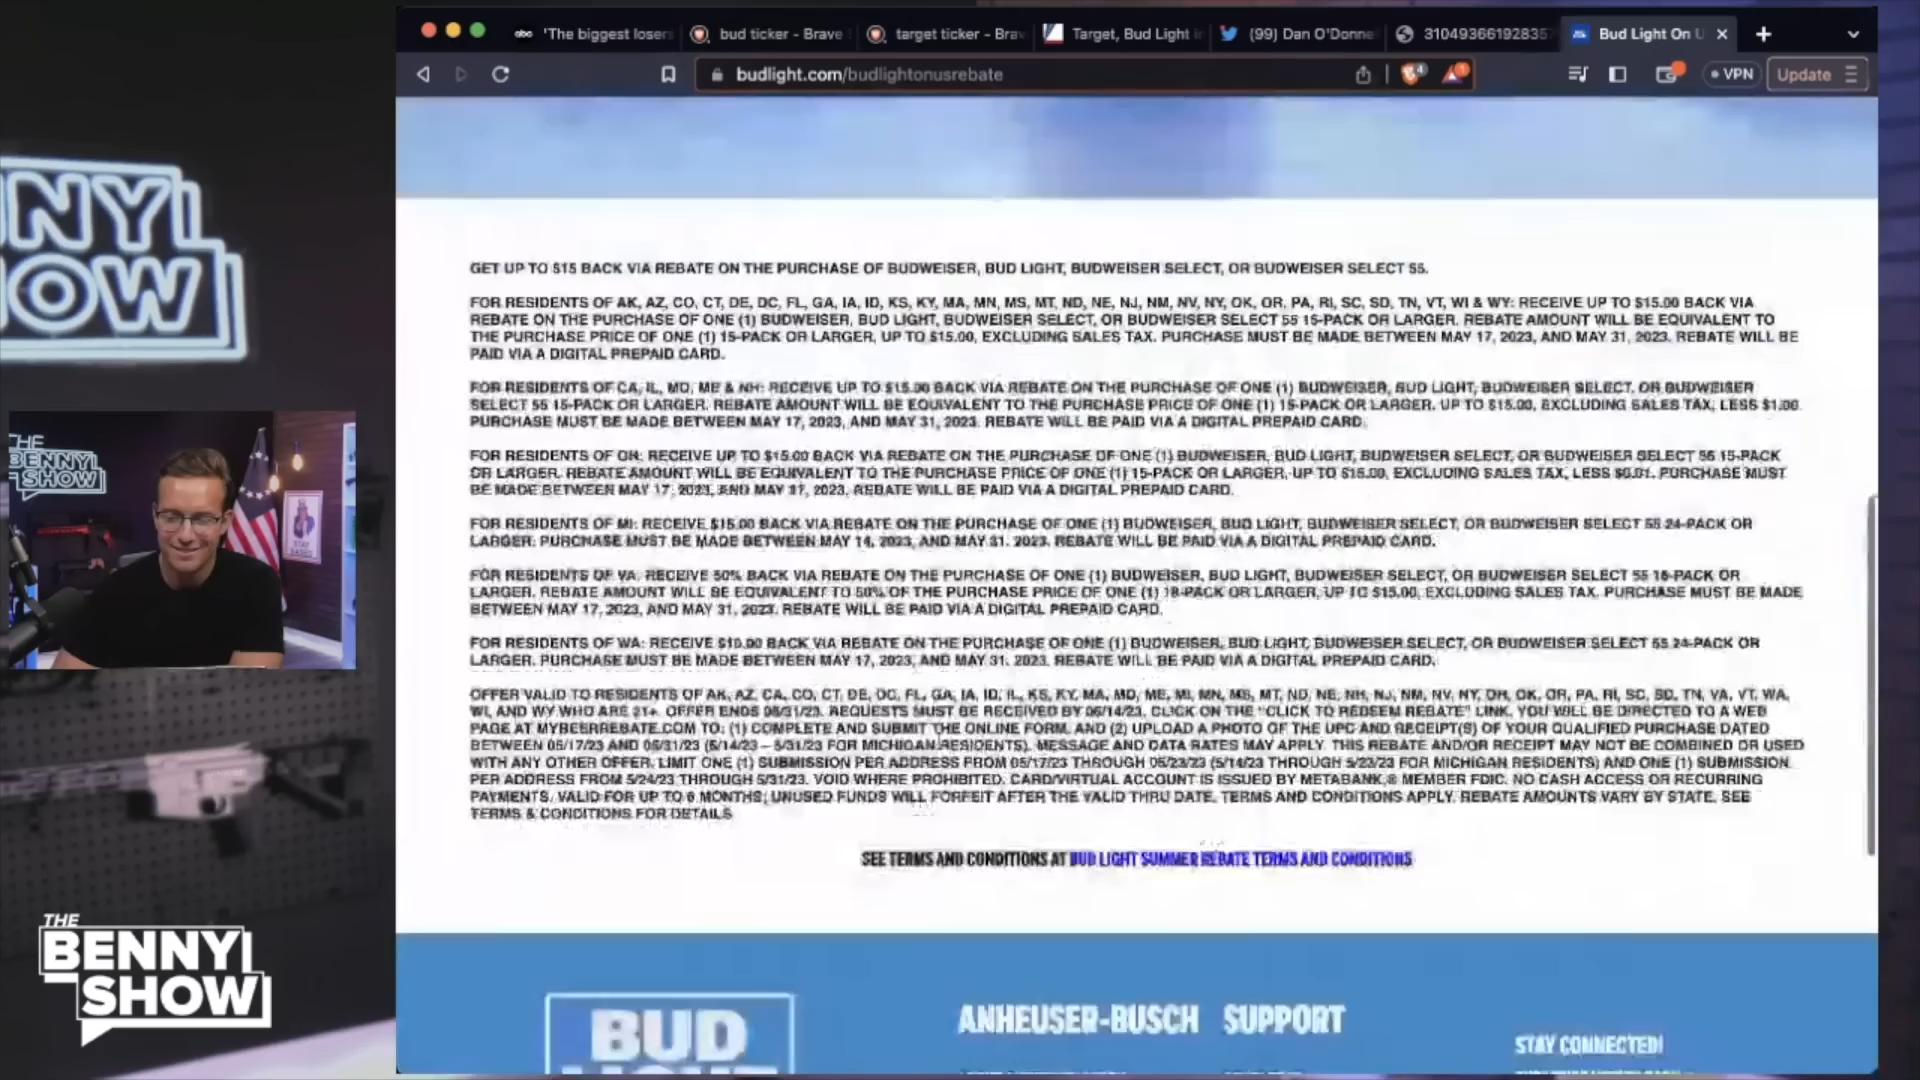 'The biggest losers
bud ticker - Brave
target ticker - Brav
Target, Bud Light i
(99) Dan O'Donne
31049366192835
Bud Light On U
budlight.com/budlightonusrebate
VPN
Update
NNY
OW
GET UP TO $15 BACK VIA REBATE ON THE PURCHASE OF BUDWEISER, BUD LIGHT, BUDWEISER SELECT, OR BUDWEISER SELECT 55.
FOR RESIDENTS OF AK, AZ, CO, CT, DE, DC, FL, GA, IA, ID, KS, KY, MA, MN, MS, MT, ND, NE, NJ, NM, NV, NY, OK, OR, PA, RI, SC, SD, TN, VT, WI & WY: RECEIVE UP TO $15.00 BACK VIA
REBATE ON THE PURCHASE OF ONE (1) BUDWEISER, BUD LIGHT, BUDWEISER SELECT, OR BUDWEISER SELECT 55 15-PACK OR LARGER. REBATE AMOUNT WILL BE EQUIVALENT TO
THE PURCHASE PRICE OF ONE (1) 15-PACK OR LARGER, UP TO $15.00, EXCLUDING SALES TAX. PURCHASE MUST BE MADE BETWEEN MAY 17, 2023, AND MAY 31, 2023. REBATE WILL BE
PAID VIA A DIGITAL PREPAID CARD.
FOR RESIDENTS OF CA, IL, MD, ME & NH: RECEIVE UP TO $15.00 BACK VIA REBATE ON THE PURCHASE OF ONE (1) BUDWEISER, BUD LIGHT, BUDWEISER SELECT, OR BUDWEISER
SELECT 55 15-PACK OR LARGER. REBATE AMOUNT WILL BE EQUIVALENT TO THE PURCHASE PRICE OF ONE (1) 15-PACK OR LARGER, UP TO $15.00, EXCLUDING SALES TAX, LESS $1.00.
PURCHASE MUST BE MADE BETWEEN MAY 17, 2023, AND MAY 31, 2023. REBATE WILL BE PAID VIA A DIGITAL PREPAID CARD.
FOR RESIDENTS OF OH: RECEIVE UP TO $15.00 BACK VIA REBATE ON THE PURCHASE OF ONE (1) BUDWEISER, BUD LIGHT, BUDWEISER SELECT, OR BUDWEISER SELECT 55 15-PACK
OR LARGER. REBATE AMOUNT WILL BE EQUIVALENT TO THE PURCHASE PRICE OF ONE (1) 15-PACK OR LARGER, UP TO $15.00, EXCLUDING SALES TAX, LESS $0.01. PURCHASE MUST
BE MADE BETWEEN MAY 17, 2023, AND MAY 31, 2023. REBATE WILL BE PAID VIA A DIGITAL PREPAID CARD.
FOR RESIDENTS OF MI: RECEIVE $15.00 BACK VIA REBATE ON THE PURCHASE OF ONE (1) BUDWEISER, BUD LIGHT, BUDWEISER SELECT, OR BUDWEISER SELECT 55 24-PACK OR
LARGER. PURCHASE MUST BE MADE BETWEEN MAY 14, 2023, AND MAY 31, 2023. REBATE WILL BE PAID VIA A DIGITAL PREPAID CARD.
FOR RESIDENTS OF VA: RECEIVE 50% BACK VIA REBATE ON THE PURCHASE OF ONE (1) BUDWEISER, BUD LIGHT, BUDWEISER SELECT, OR BUDWEISER SELECT 55 18-PACK OR
LARGER. REBATE AMOUNT WILL BE EQUIVALENT TO 50% OF THE PURCHASE PRICE OF ONE (1) 18-PACK OR LARGER, UP TO $15.00, EXCLUDING SALES TAX. PURCHASE MUST BE MADE
BETWEEN MAY 17, 2023, AND MAY 31, 2023. REBATE WILL BE PAID VIA A DIGITAL PREPAID CARD.
FOR RESIDENTS OF WA: RECEIVE $10.00 BACK VIA REBATE ON THE PURCHASE OF ONE (1) BUDWEISER, BUD LIGHT, BUDWEISER SELECT, OR BUDWEISER SELECT 55 24-PACK OR
LARGER. PURCHASE MUST BE MADE BETWEEN MAY 17, 2023, AND MAY 31, 2023. REBATE WILL BE PAID VIA A DIGITAL PREPAID CARD.
OFFER VALID TO RESIDENTS OF AK, AZ, CA, CO, CT, DE, DC, FL, GA, IA, ID, IL, KS, KY, MA, MD, ME, MI, MN, MS, MT, ND, NE, NH, NJ, NM, NV, NY, OH, OK, OR, PA, RI, SC, SD, TN, VA, VT, WA,
WI, AND WY WHO ARE 21+. OFFER ENDS 05/31/23. REQUESTS MUST BE RECEIVED BY 06/14/23. CLICK ON THE "CLICK TO REDEEM REBATE" LINK. YOU WILL BE DIRECTED TO A WEB
PAGE AT MYBEERREBATE.COM TO: (1) COMPLETE AND SUBMIT THE ONLINE FORM, AND (2) UPLOAD A PHOTO OF THE UPC AND RECEIPT(S) OF YOUR QUALIFIED PURCHASE DATED
BETWEEN 05/17/23 AND 05/31/23 (5/14/23 – 5/31/23 FOR MICHIGAN RESIDENTS). MESSAGE AND DATA RATES MAY APPLY. THIS REBATE AND/OR RECEIPT MAY NOT BE COMBINED OR USED
WITH ANY OTHER OFFER. LIMIT ONE (1) SUBMISSION PER ADDRESS FROM 05/17/23 THROUGH 05/23/23 (5/14/23 THROUGH 5/23/23 FOR MICHIGAN RESIDENTS) AND ONE (1) SUBMISSION
PER ADDRESS FROM 5/24/23 THROUGH 5/31/23. VOID WHERE PROHIBITED. CARD/VIRTUAL ACCOUNT IS ISSUED BY METABANK,® MEMBER FDIC. NO CASH ACCESS OR RECURRING
PAYMENTS. VALID FOR UP TO 6 MONTHS; UNUSED FUNDS WILL FORFEIT AFTER THE VALID THRU DATE. TERMS AND CONDITIONS APPLY. REBATE AMOUNTS VARY BY STATE. SEE
TERMS & CONDITIONS FOR DETAILS
SEE TERMS AND CONDITIONS AT BUD LIGHT SUMMER REBATE TERMS AND CONDITIONS
THE
BENNY
SHOW
THE
BENNY
SHOW
BUD
LIGHT
ANHEUSER-BUSCH
SUPPORT
STAY CONNECTED!